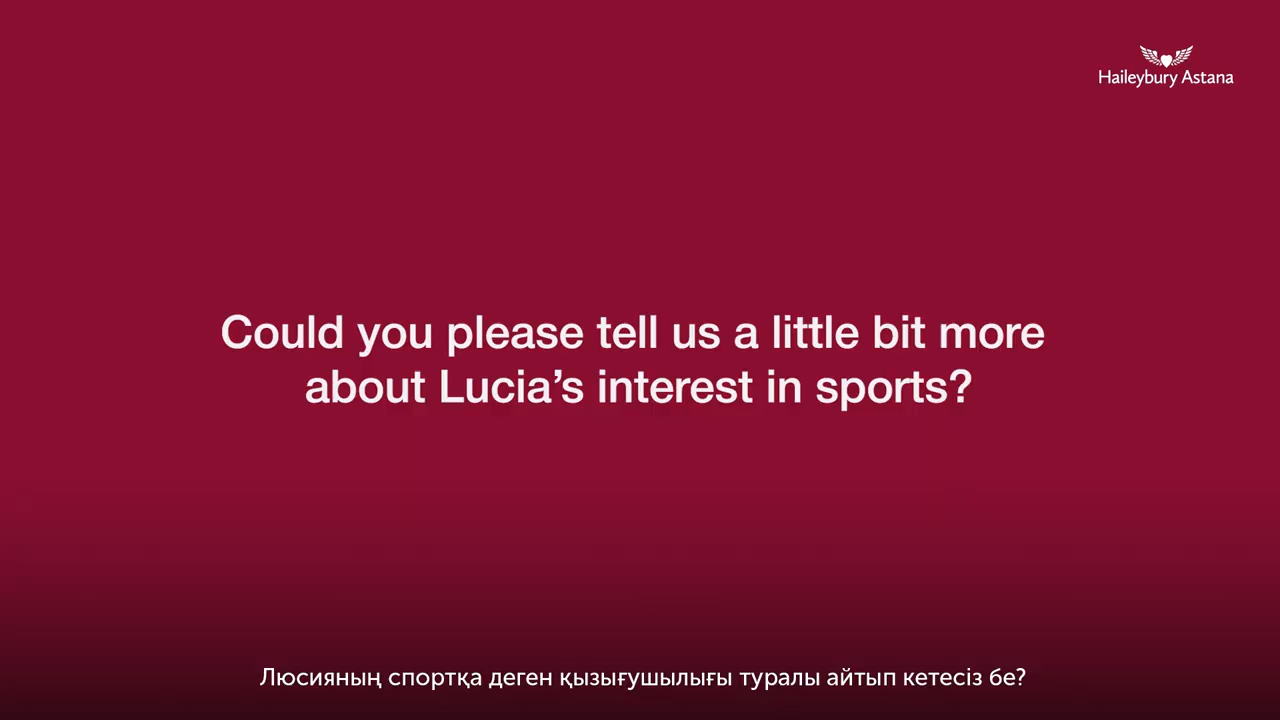 Haileybury Astana
Could you please tell us a little bit more
about Lucia’s interest in sports?
Люсияның спортқа деген қызығушылығы туралы айтып кетесіз бе?